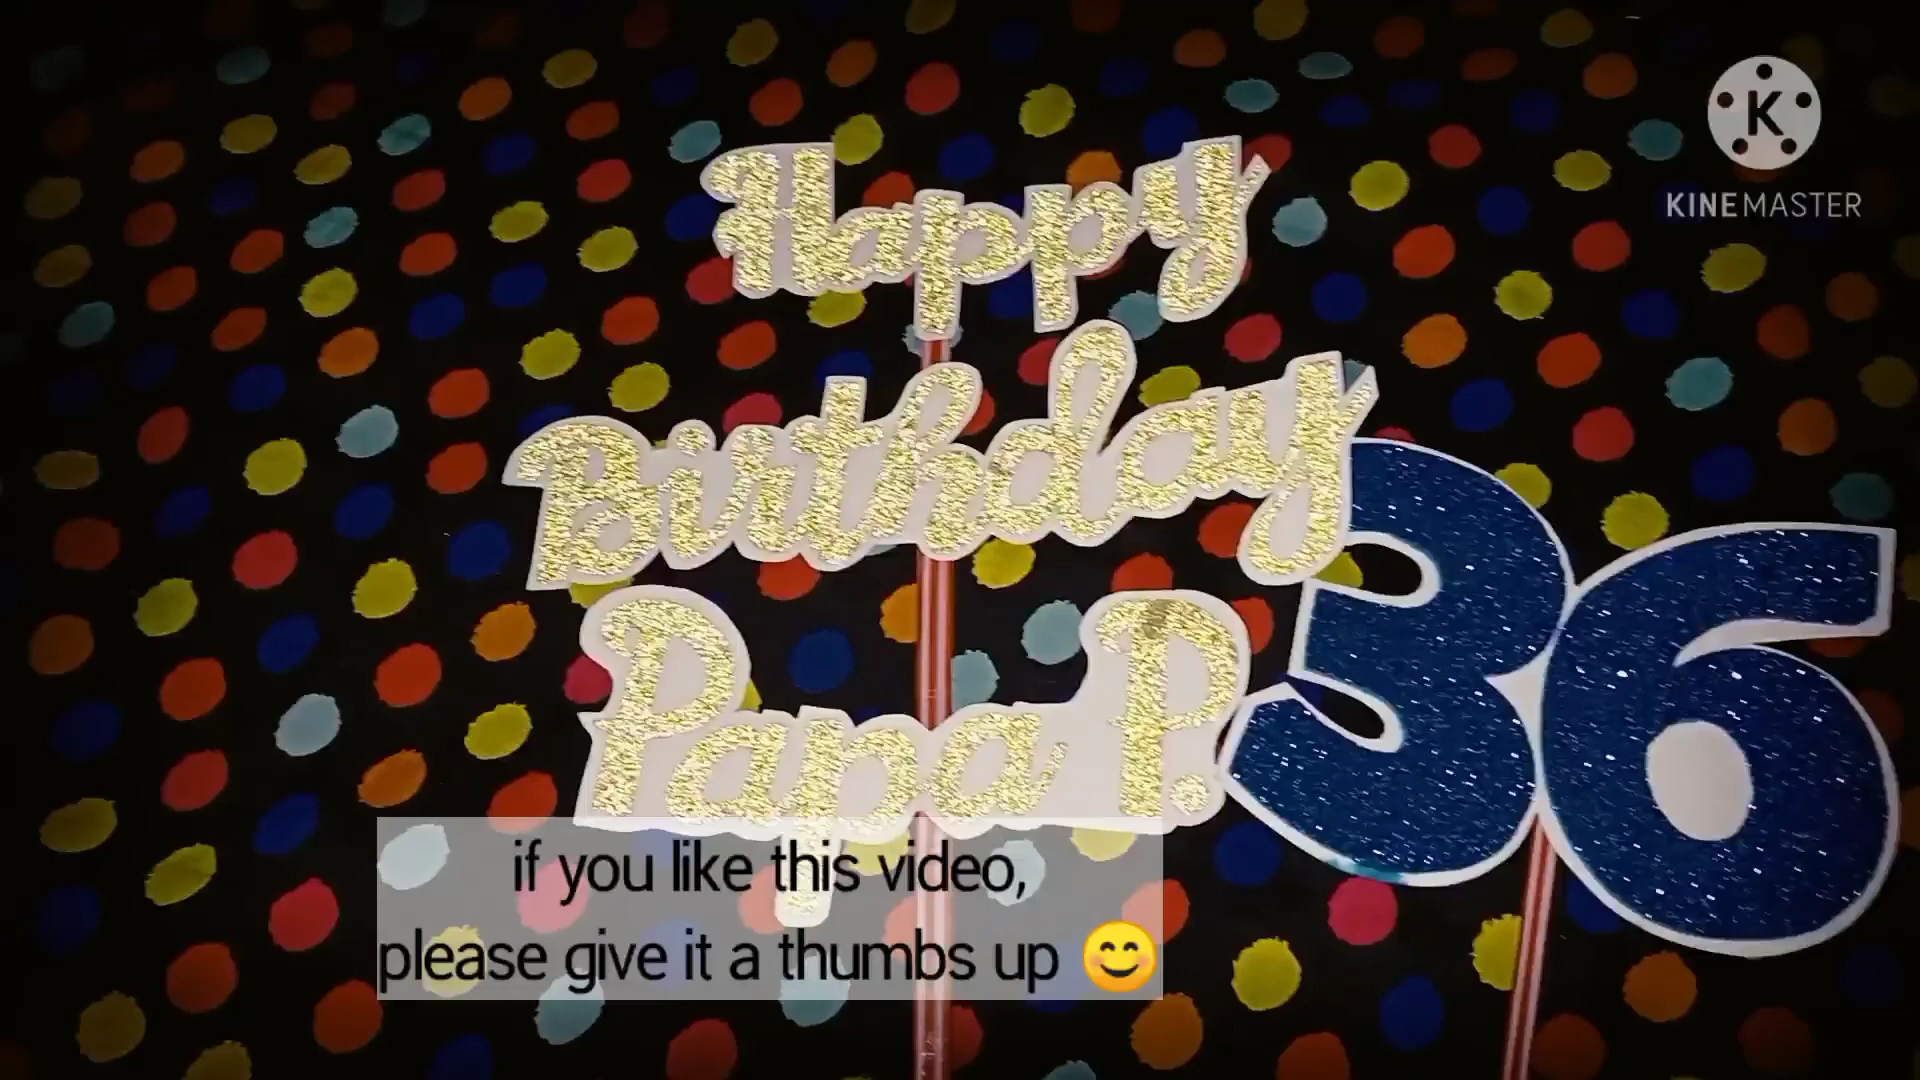 Happy
Birthday
Papa P.
36
if you like this video,
please give it a thumbs up 😊
K
KINEMASTER